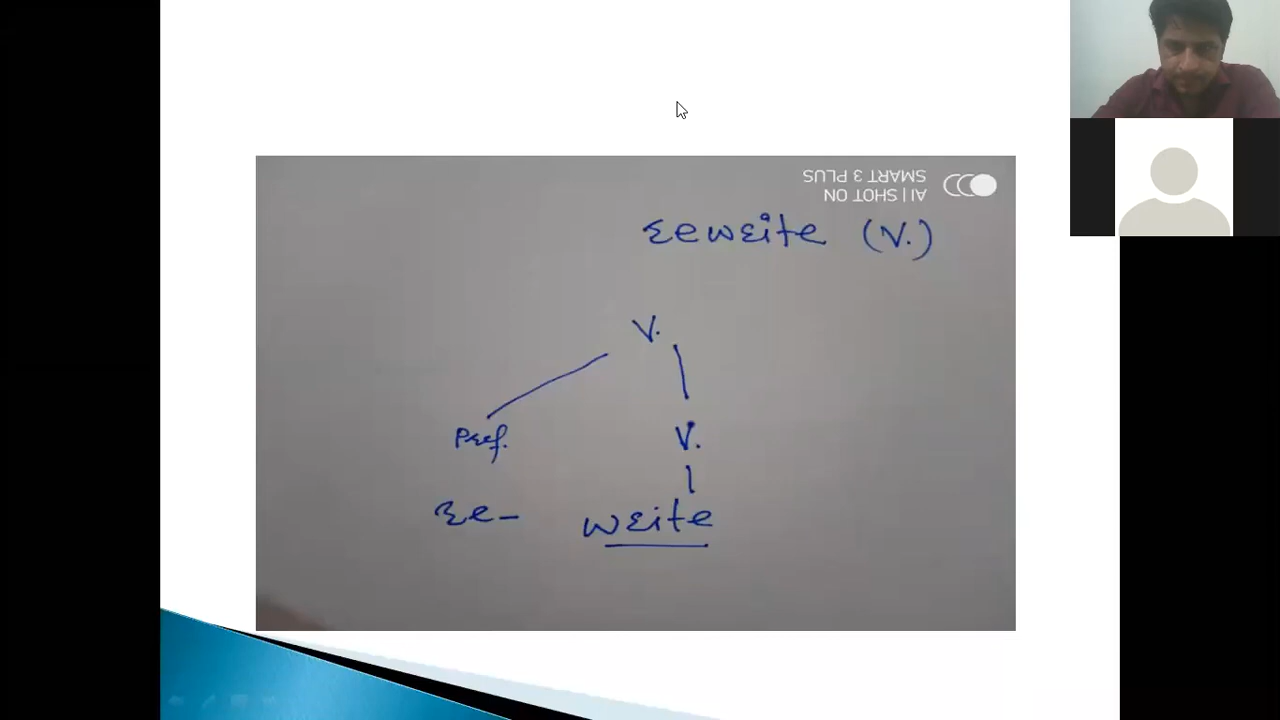 AI | SHOT ON
SMART 3 PLUS
rewrite (V.)
V.
Pref. V.
re- write